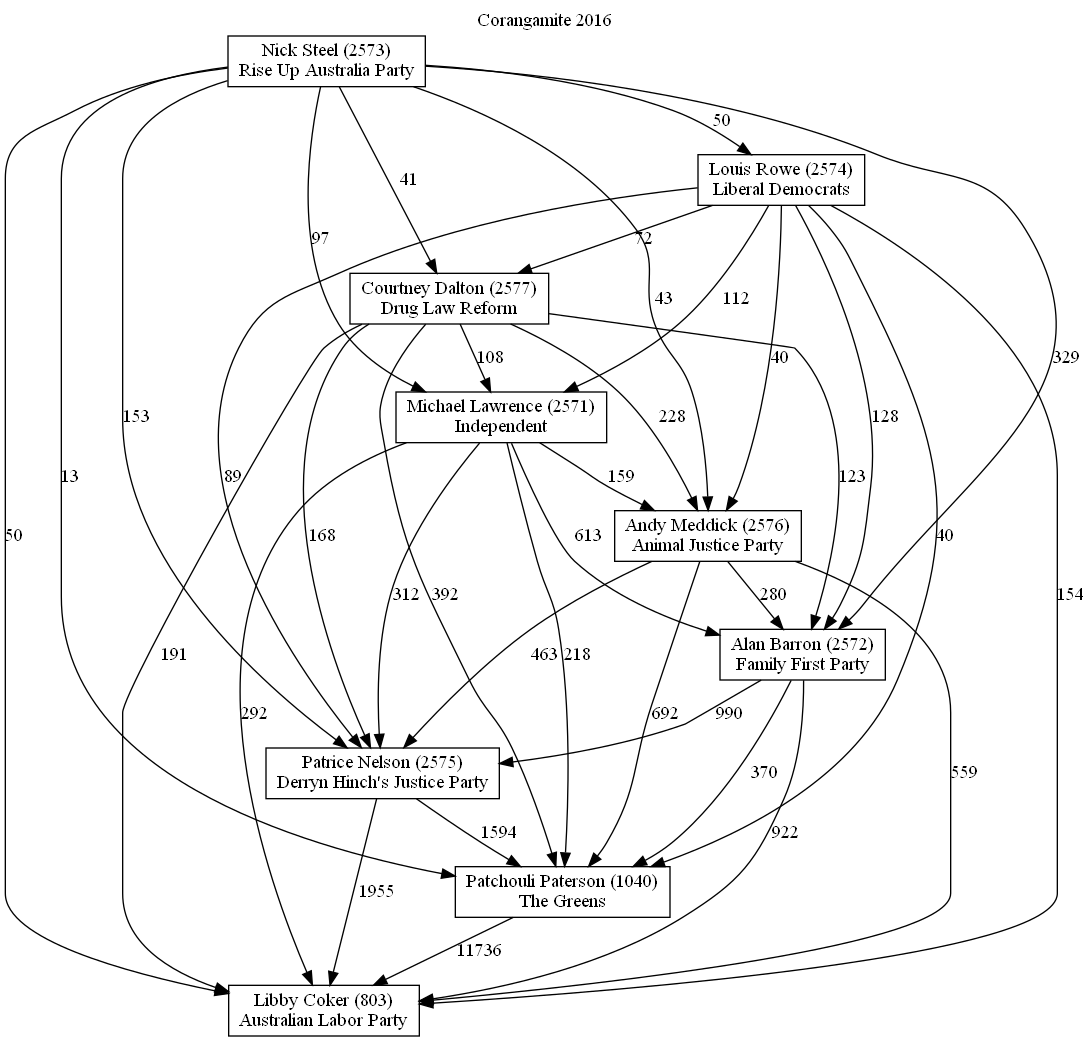 Corangamite 2016
Nick Steel (2573)
Rise Up Australia Party
50
Louis Rowe (2574)
Liberal Democrats
41
97
72
Courtney Dalton (2577)
Drug Law Reform
43
112
108
40
329
Michael Lawrence (2571)
Independent
153
228
128
13
89
159
123
50
168
613
40
Andy Meddick (2576)
Animal Justice Party
312
392
280
154
191
463
218
Alan Barron (2572)
Family First Party
292
692
990
Patrice Nelson (2575)
Derryn Hinch's Justice Party
370
559
1594
922
Patchouli Paterson (1040)
The Greens
1955
11736
Libby Coker (803)
Australian Labor Party